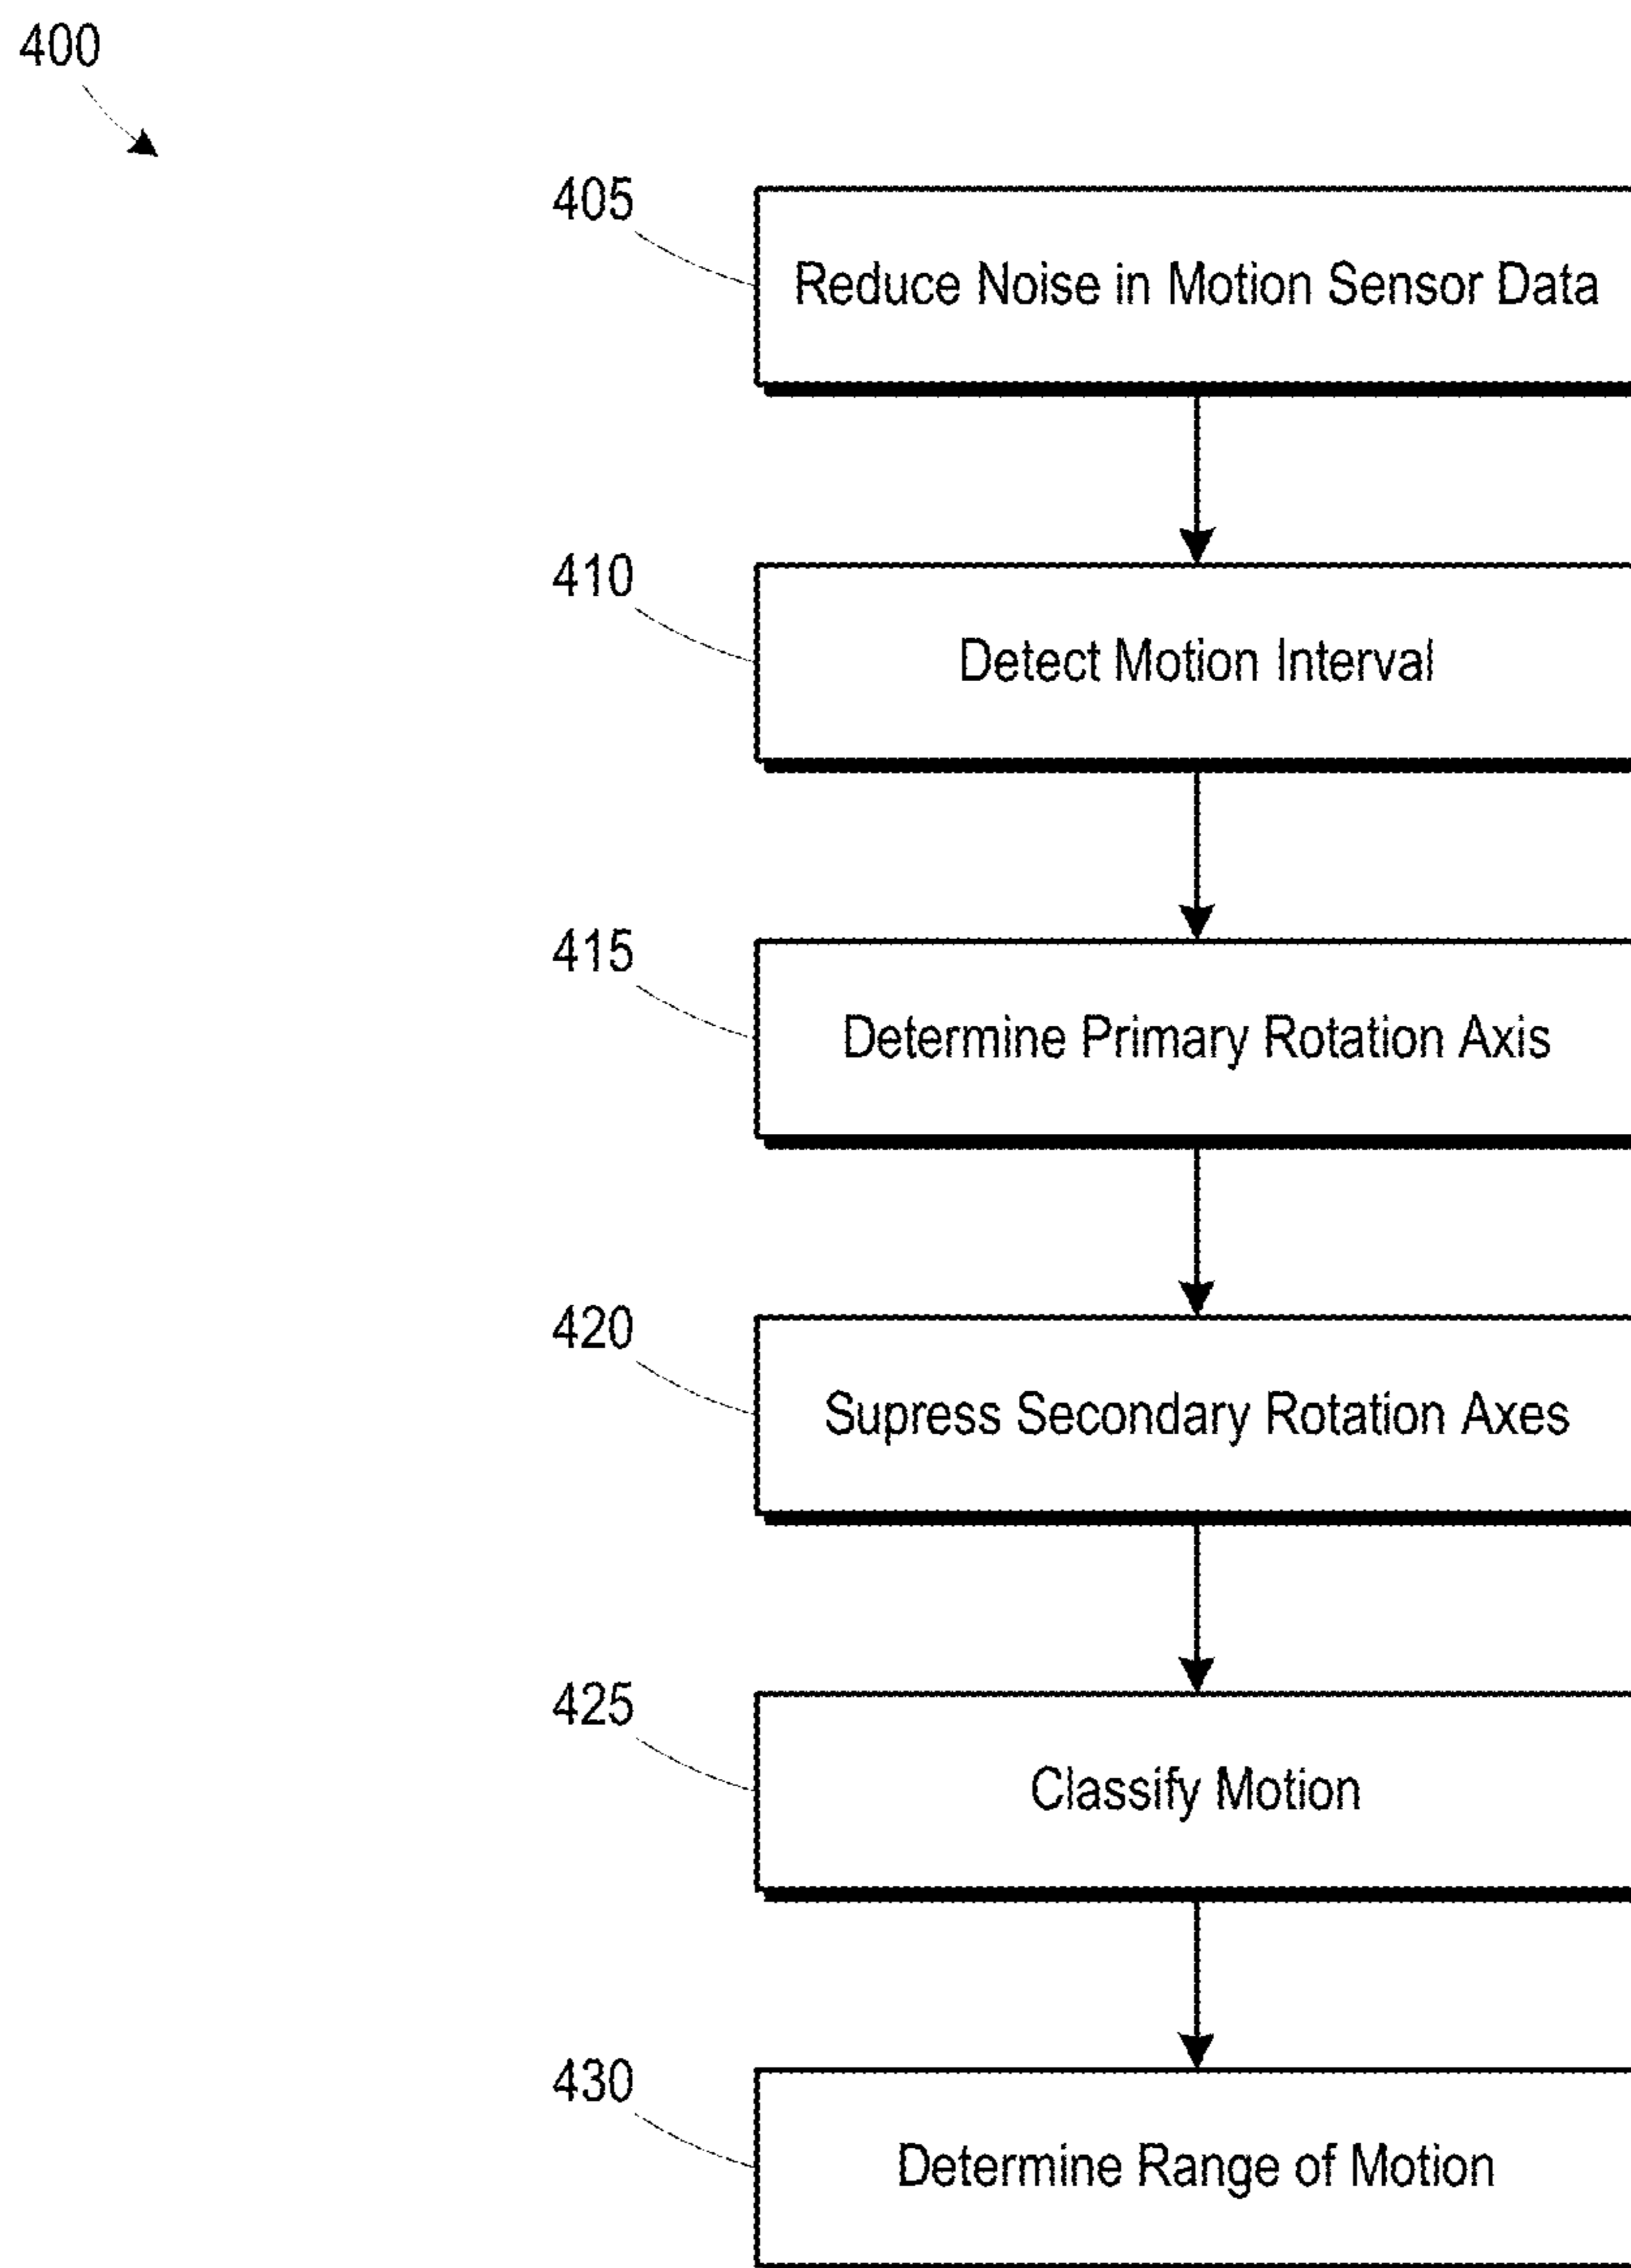 400
405
Reduce Noise in Motion Sensor Data
410
Detect Motion Interval
415
Determine Primary Rotation Axis
420
Supress Secondary Rotation Axes
425
Classify Motion
430
Determine Range of Motion